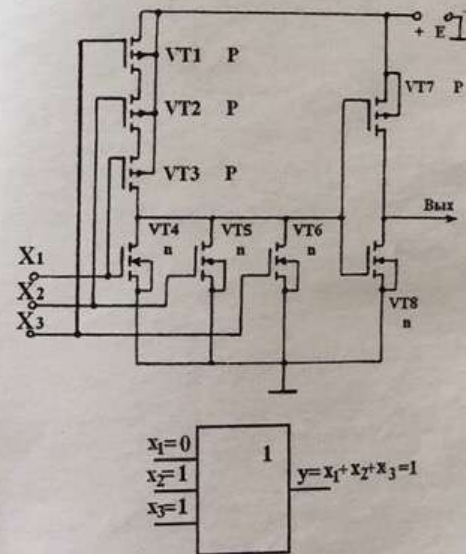 + E
VT1 P
VT7 P
VT2 P
VT3 P
Вых
VT4 n
VT5 n
VT6 n
X1
X2
X3
VT8 n
x1=0
x2=1
x3=1
1
y=x1+x2+x3=1